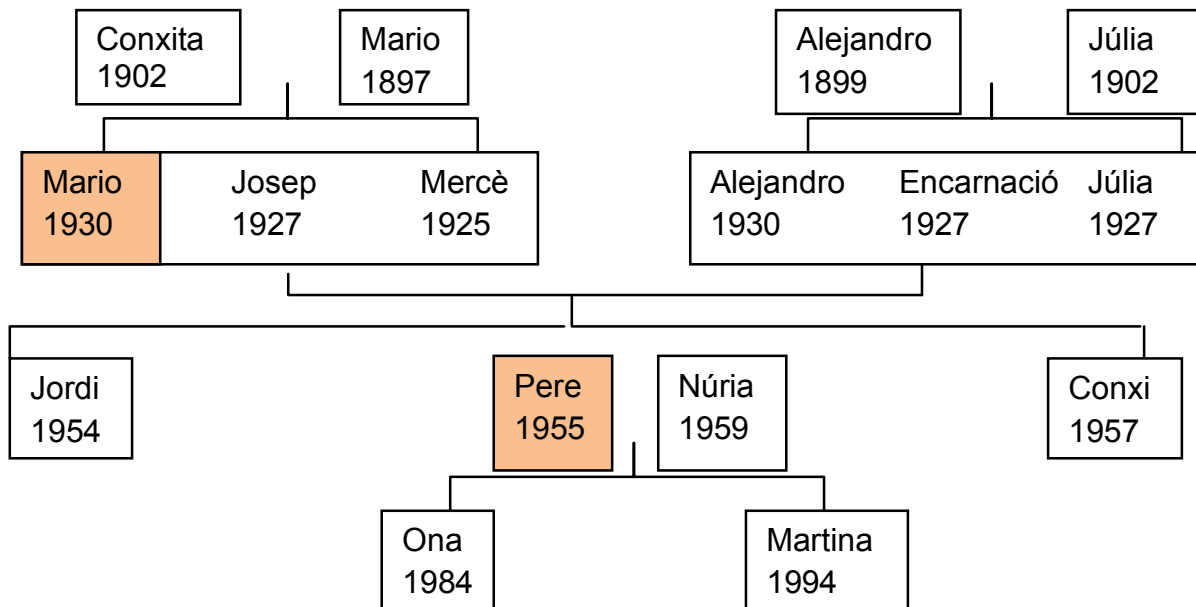 Conxita
1902
Mario
1897
Alejandro
1899
Júlia
1902
Mario
1930
Josep
1927
Mercè
1925
Alejandro
1930
Encarnació
1927
Júlia
1927
Jordi
1954
Pere
1955
Núria
1959
Conxi
1957
Ona
1984
Martina
1994